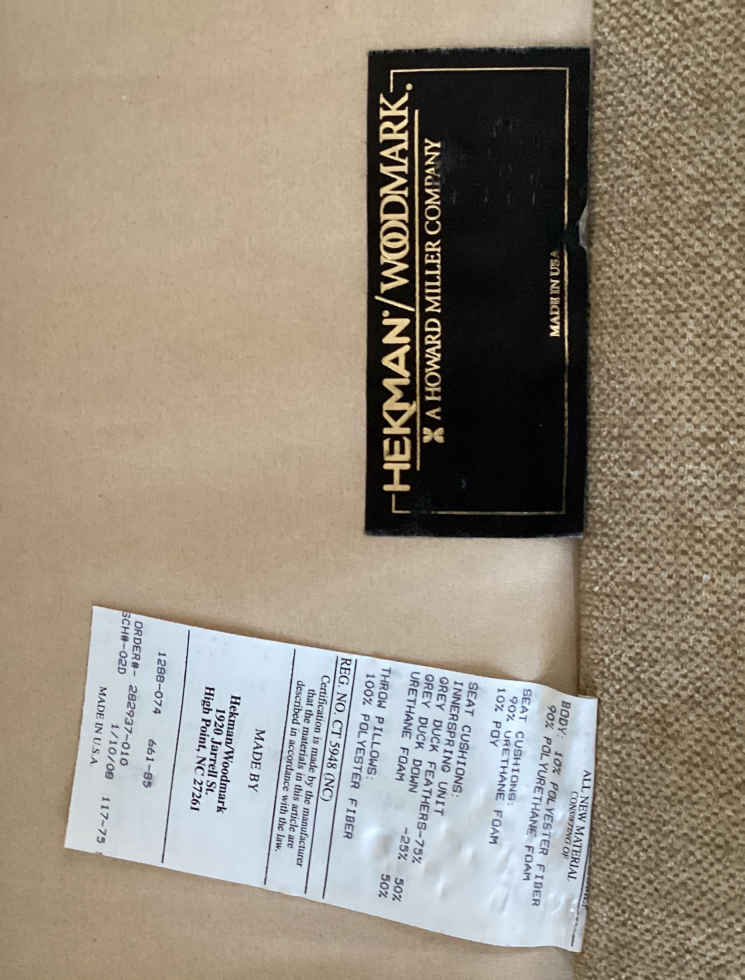 HEKMAN®/WOODMARK.
A HOWARD MILLER COMPANY
MADE IN USA
ALL NEW MATERIAL
CONSISTING OF
BODY: 10% POLYESTER FIBER
90% POLYURETHANE FOAM
SEAT CUSHIONS:
90% URETHANE FOAM
10% POY
SEAT CUSHIONS:
INNERSPRING UNIT
GREY DUCK FEATHERS-75%
GREY DUCK DOWN -25% 50%
URETHANE FOAM 50%
THROW PILLOWS:
100% POLYESTER FIBER
REG. NO. CT 5948 (NC)
Certification is made by the manufacturer
that the materials in this article are
described in accordance with the law.
MADE BY
Hekman/Woodmark
1920 Jarrell St.
High Point, NC 27261
1288-074 661-85
ORDER#- 282937-010
SCH#-02D 1/10/08 117-75
MADE IN U.S.A.